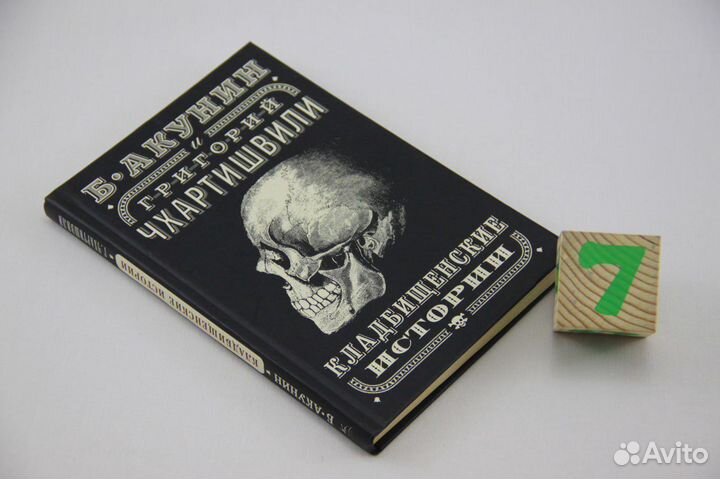 Б·АКУНИН
и
ГРИГОРИЙ
ЧХАРТИШВИЛИ
КЛАДБИЩЕНСКИЕ
ИСТОРИИ
Б·АКУНИН
КЛАДБИЩЕНСКИЕ ИСТОРИИ
7
Avito